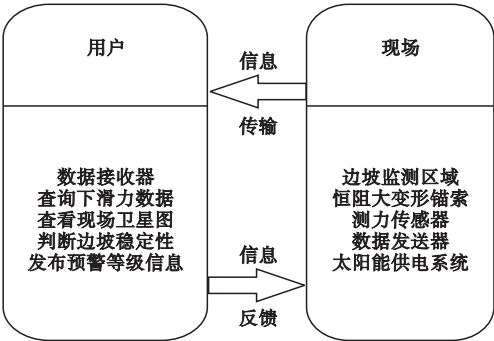 用户
数据接收器
查询下滑力数据
查看现场卫星图
判断边坡稳定性
发布预警等级信息
信息
传输
信息
反馈
现场
边坡监测区域
恒阻大变形锚索
测力传感器
数据发送器
太阳能供电系统